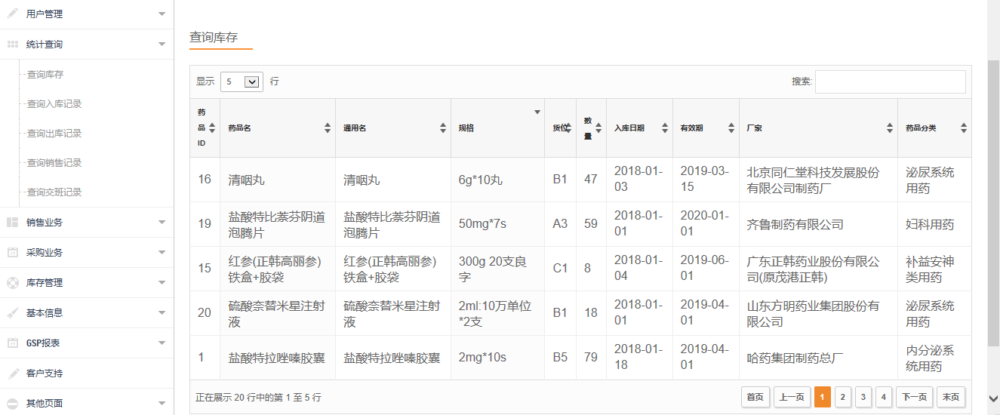 用户管理
统计查询
查询库存
查询入库记录
查询出库记录
查询销售记录
查询交班记录
销售业务
采购业务
库存管理
基本信息
GSP报表
客户支持
其他页面
查询库存
显示 5 行
搜索:
药品ID 药品名 通用名 规格 货位 数量 入库日期 有效期 厂家 药品分类
16 清咽丸 清咽丸 6g*10丸 B1 47 2018-01-03 2019-03-15 北京同仁堂科技发展股份有限公司制药厂 泌尿系统用药
19 盐酸特比萘芬阴道泡腾片 盐酸特比萘芬阴道泡腾片 50mg*7s A3 59 2018-01-01 2020-01-01 齐鲁制药有限公司 妇科用药
15 红参(正韩高丽参)铁盒+胶袋 红参(正韩高丽参)铁盒+胶袋 300g 20支良字 C1 8 2018-01-04 2019-06-01 广东正韩药业股份有限公司(原茂港正韩) 补益安神类用药
20 硫酸奈替米星注射液 硫酸奈替米星注射液 2ml:10万单位*2支 B1 18 2018-01-01 2019-04-01 山东方明药业集团股份有限公司 泌尿系统用药
1 盐酸特拉唑嗪胶囊 盐酸特拉唑嗪胶囊 2mg*10s B5 79 2018-01-18 2019-04-01 哈药集团制药总厂 内分泌系统用药
正在展示 20 行中的第 1 至 5 行
首页 上一页 1 2 3 4 下一页 末页